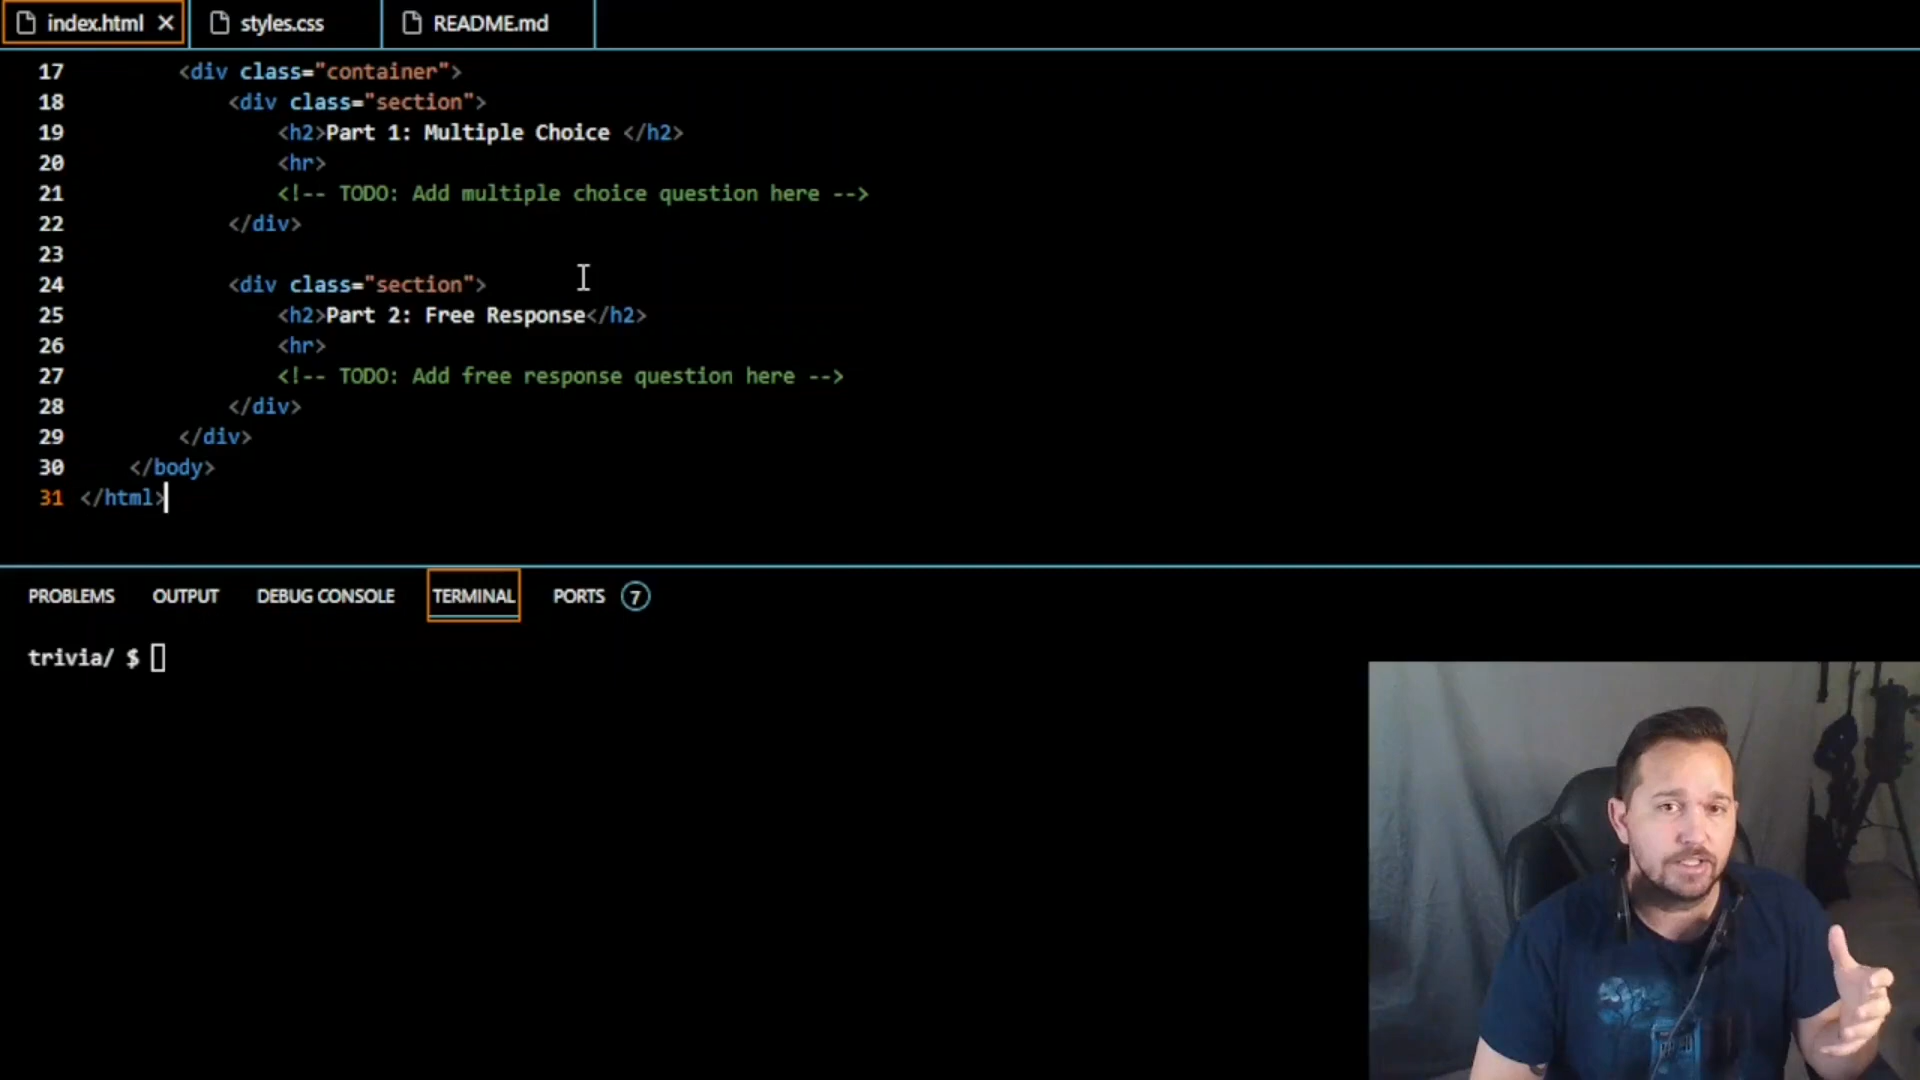 index.html ✕ styles.css README.md
17 <div class="container">
18 <div class="section">
19 <h2>Part 1: Multiple Choice </h2>
20 <hr>
21 <!-- TODO: Add multiple choice question here -->
22 </div>
23
24 <div class="section">
25 <h2>Part 2: Free Response</h2>
26 <hr>
27 <!-- TODO: Add free response question here -->
28 </div>
29 </div>
30 </body>
31 </html>
PROBLEMS OUTPUT DEBUG CONSOLE TERMINAL PORTS 7
trivia/ $